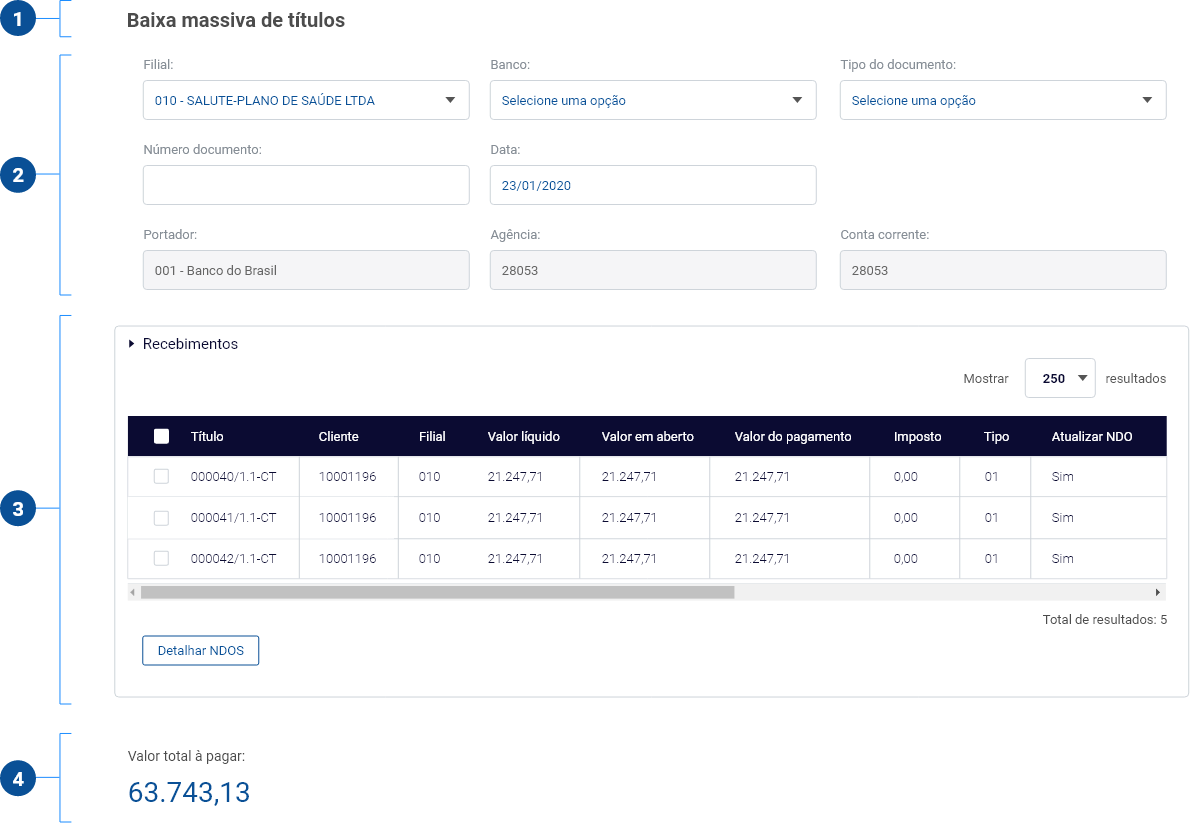 1 Baixa massiva de títulos
Filial: Banco: Tipo do documento:
010 - SALUTE-PLANO DE SAÚDE LTDA Selecione uma opção Selecione uma opção
Número documento: Data:
2
23/01/2020
Portador: Agência: Conta corrente:
001 - Banco do Brasil 28053 28053
Recebimentos
Mostrar 250 resultados
Título Cliente Filial Valor líquido Valor em aberto Valor do pagamento Imposto Tipo Atualizar NDO
000040/1.1-CT 10001196 010 21.247,71 21.247,71 21.247,71 0,00 01 Sim
3
000041/1.1-CT 10001196 010 21.247,71 21.247,71 21.247,71 0,00 01 Sim
000042/1.1-CT 10001196 010 21.247,71 21.247,71 21.247,71 0,00 01 Sim
Total de resultados: 5
Detalhar NDOS
Valor total à pagar:
4
63.743,13